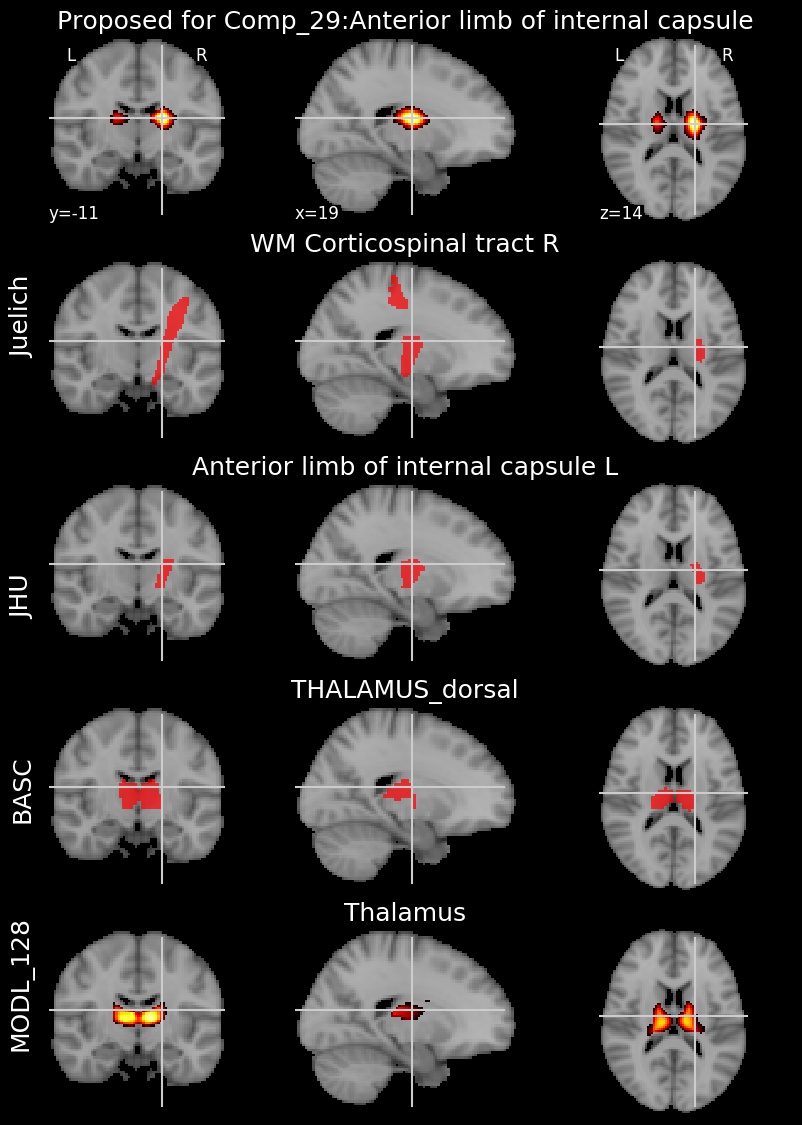 Proposed for Comp_29:Anterior limb of internal capsule
L R L R
y=-11 x=19 z=14
WM Corticospinal tract R
Juelich
Anterior limb of internal capsule L
JHU
THALAMUS_dorsal
BASC
Thalamus
MODL_128